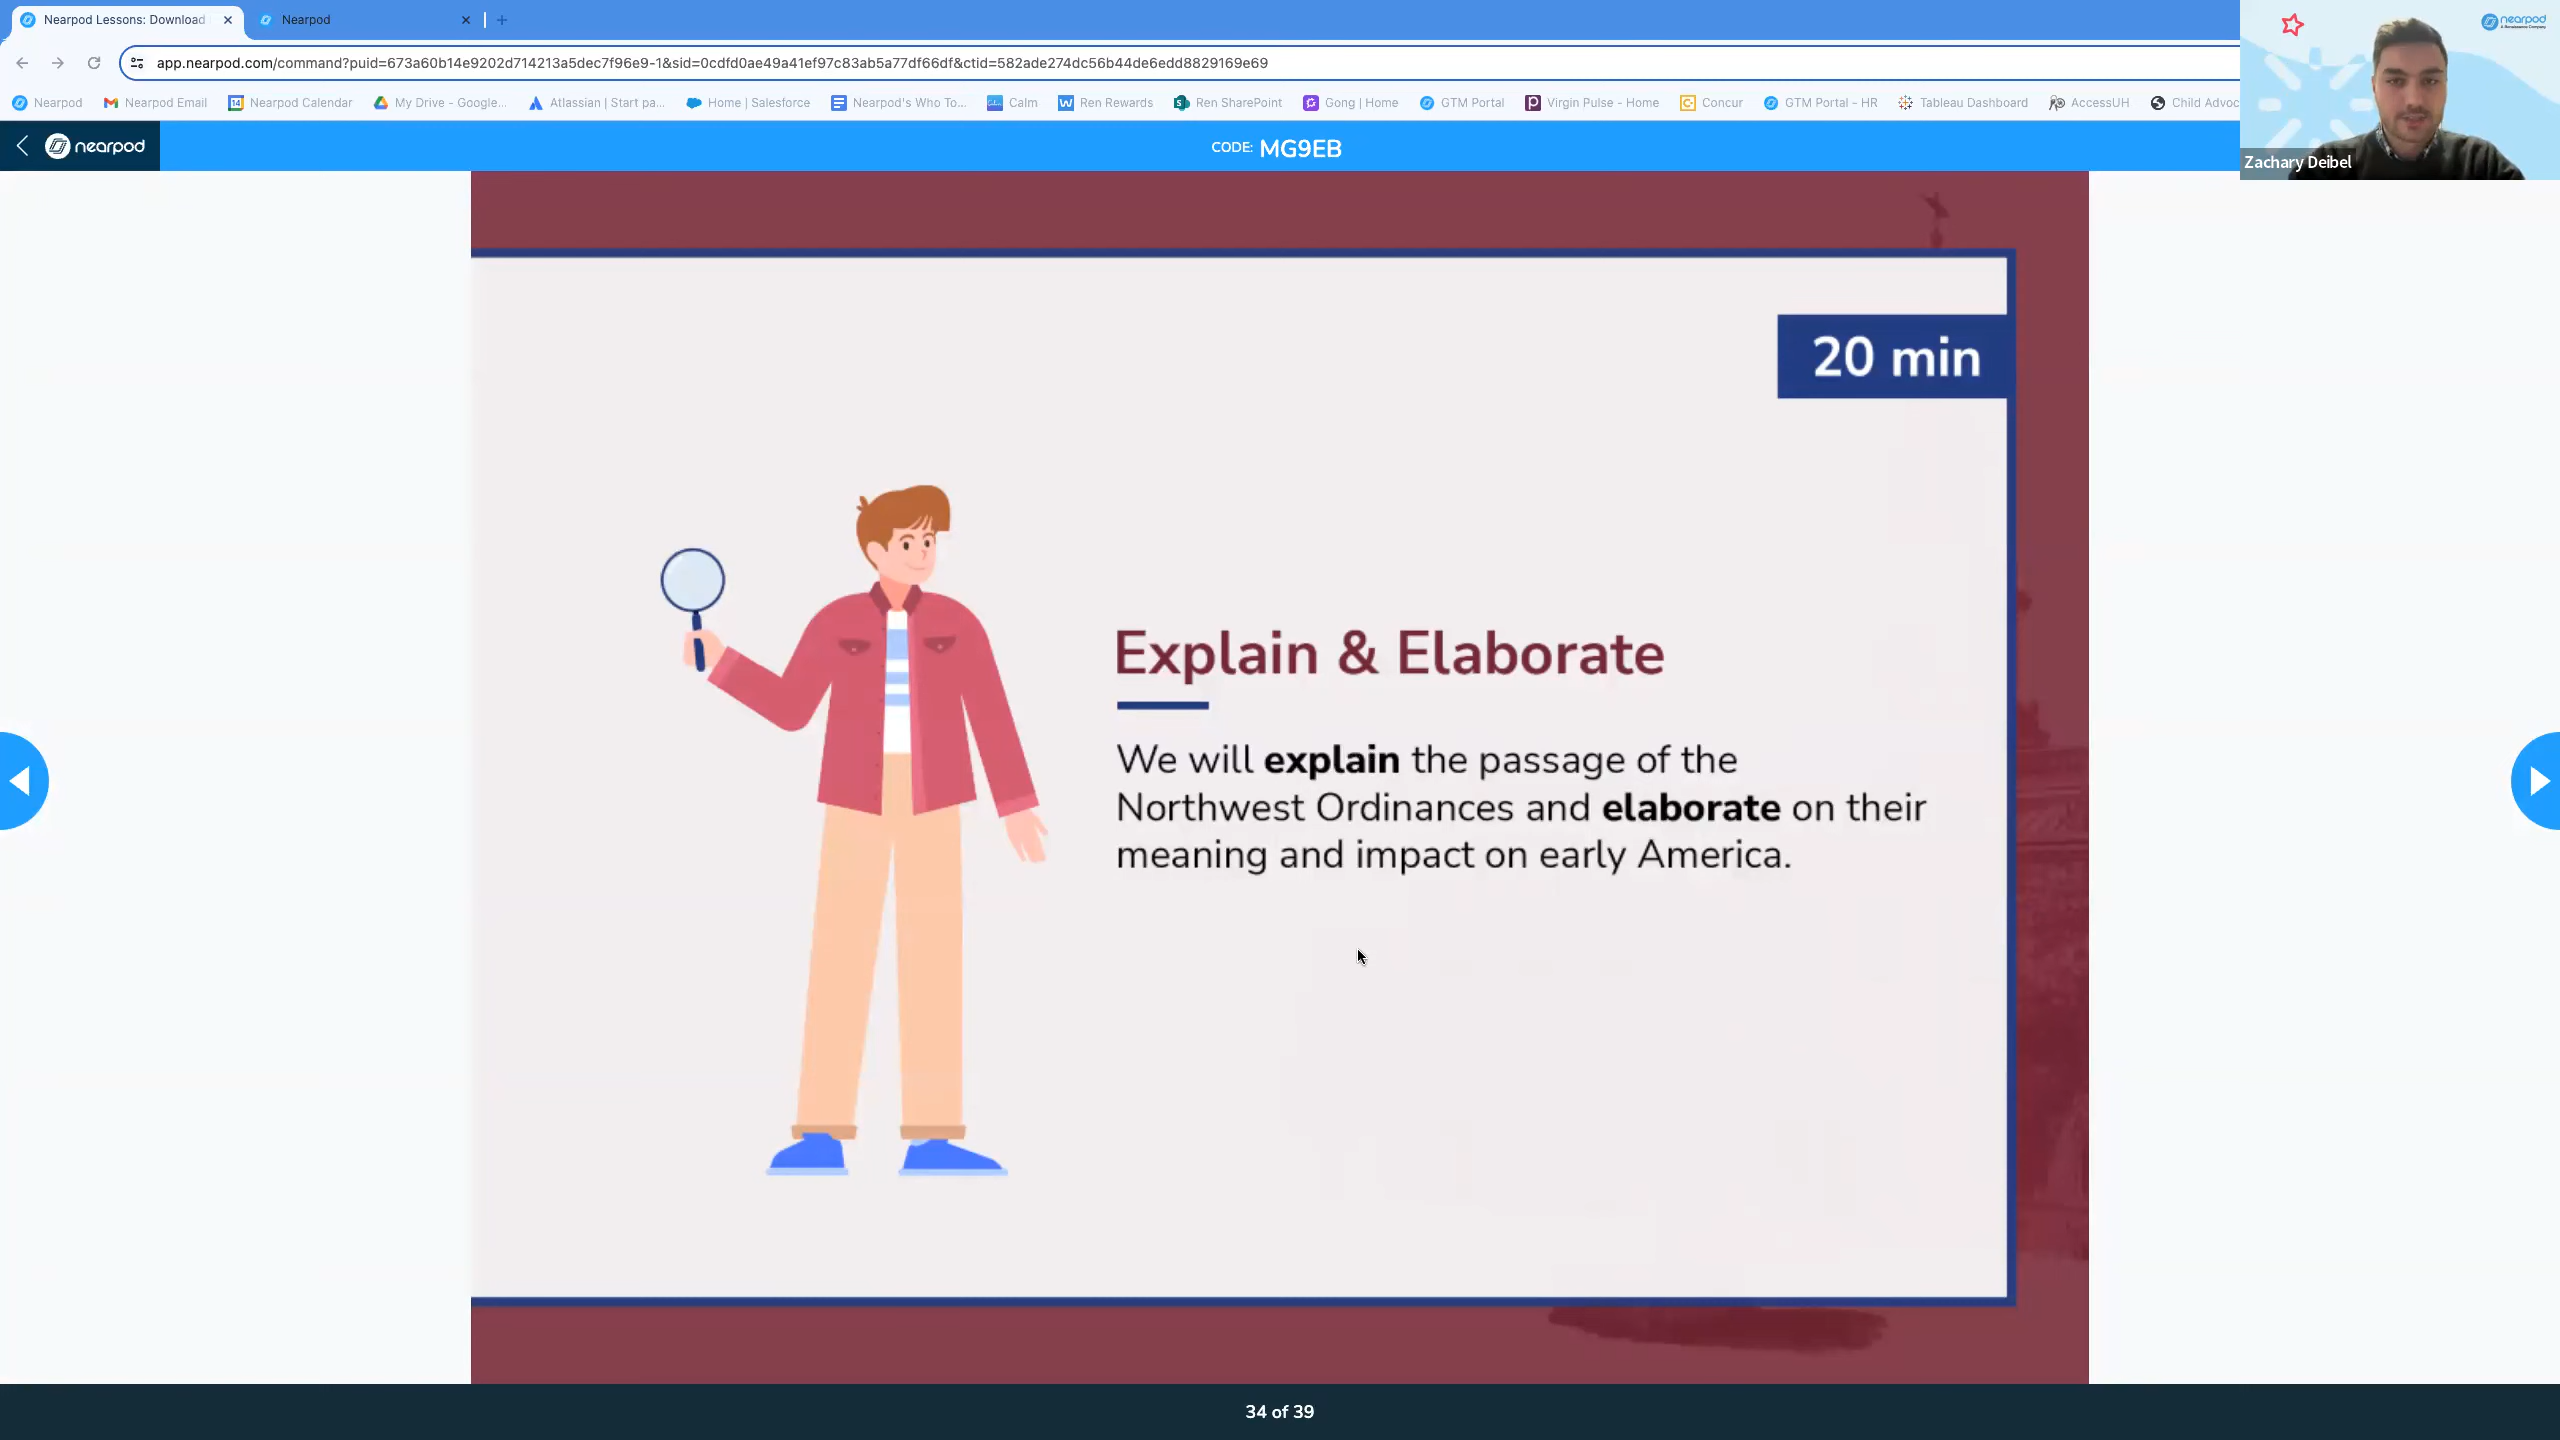 Nearpod Lessons: Download
Nearpod
app.nearpod.com/command?puid=673a60b14e9202d714213a5dec7f96e9-1&sid=0cdfd0ae49a41ef97c83ab5a77df66df&ctid=582ade274dc56b44de6edd8829169e69
Nearpod Nearpod Email 14 Nearpod Calendar My Drive - Google... Atlassian | Start pa... Home | Salesforce Nearpod's Who To... Calm Ren Rewards Ren SharePoint Gong | Home GTM Portal Virgin Pulse - Home Concur GTM Portal - HR Tableau Dashboard AccessUH Child Advoc
nearpod
Zachary Deibel
nearpod
CODE: MG9EB
20 min
Explain & Elaborate
We will explain the passage of the
Northwest Ordinances and elaborate on their
meaning and impact on early America.
34 of 39